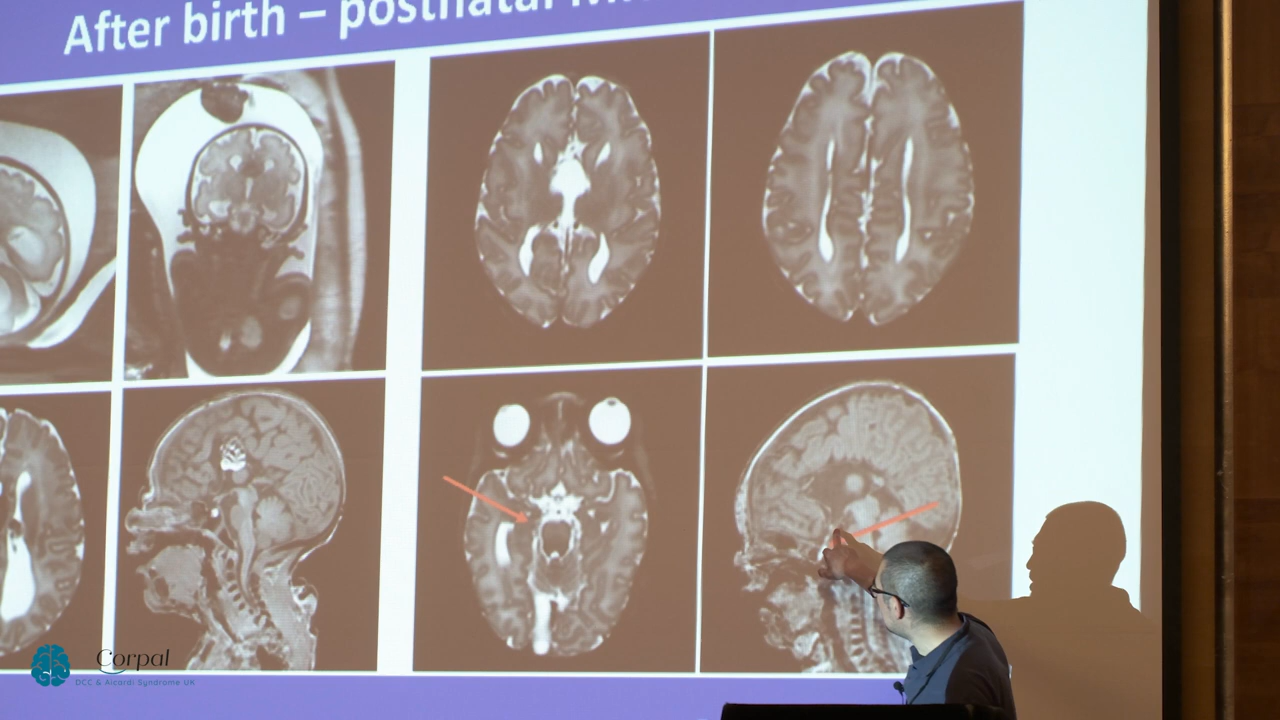 After birth – postnatal
Corpal
DCC & Aicardi Syndrome UK